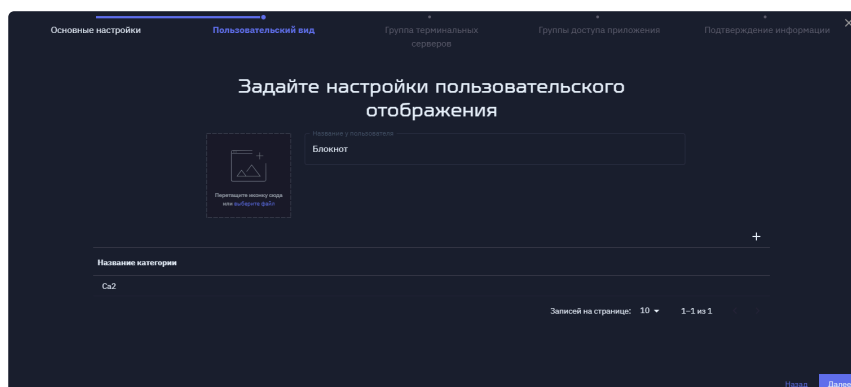 Основные настройки
Пользовательский вид
Группа терминальных
серверов
Группы доступа приложения
Подтверждение информации
Задайте настройки пользовательского
отображения
Название у пользователя
Блокнот
Перетащите иконку сюда
или выберите файл
Название категории
Ca2
Записей на странице: 10
1–1 из 1
Назад
Далее